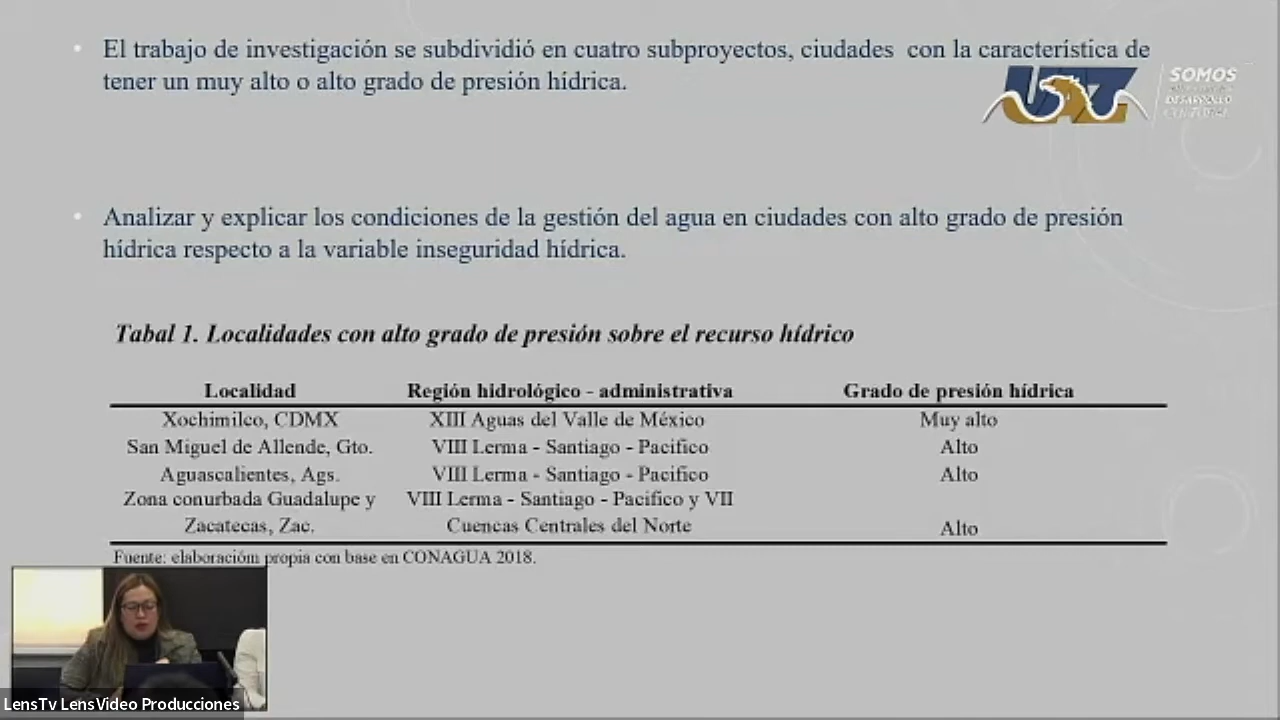 • El trabajo de investigación se subdividió en cuatro subproyectos, ciudades con la característica de
tener un muy alto o alto grado de presión hídrica.
UAZ
SOMOS
DESARROLLO
• Analizar y explicar los condiciones de la gestión del agua en ciudades con alto grado de presión
hídrica respecto a la variable inseguridad hídrica.
Tabal 1. Localidades con alto grado de presión sobre el recurso hídrico
Localidad Región hidrológico - administrativa Grado de presión hídrica
Xochimilco, CDMX XIII Aguas del Valle de México Muy alto
San Miguel de Allende, Gto. VIII Lerma - Santiago - Pacifico Alto
Aguascalientes, Ags. VIII Lerma - Santiago - Pacifico Alto
Zona conurbada Guadalupe y VIII Lerma - Santiago - Pacifico y VII
Zacatecas, Zac. Cuencas Centrales del Norte Alto
Fuente: elaboracióm propia con base en CONAGUA 2018.
LensTv LensVideo Producciones